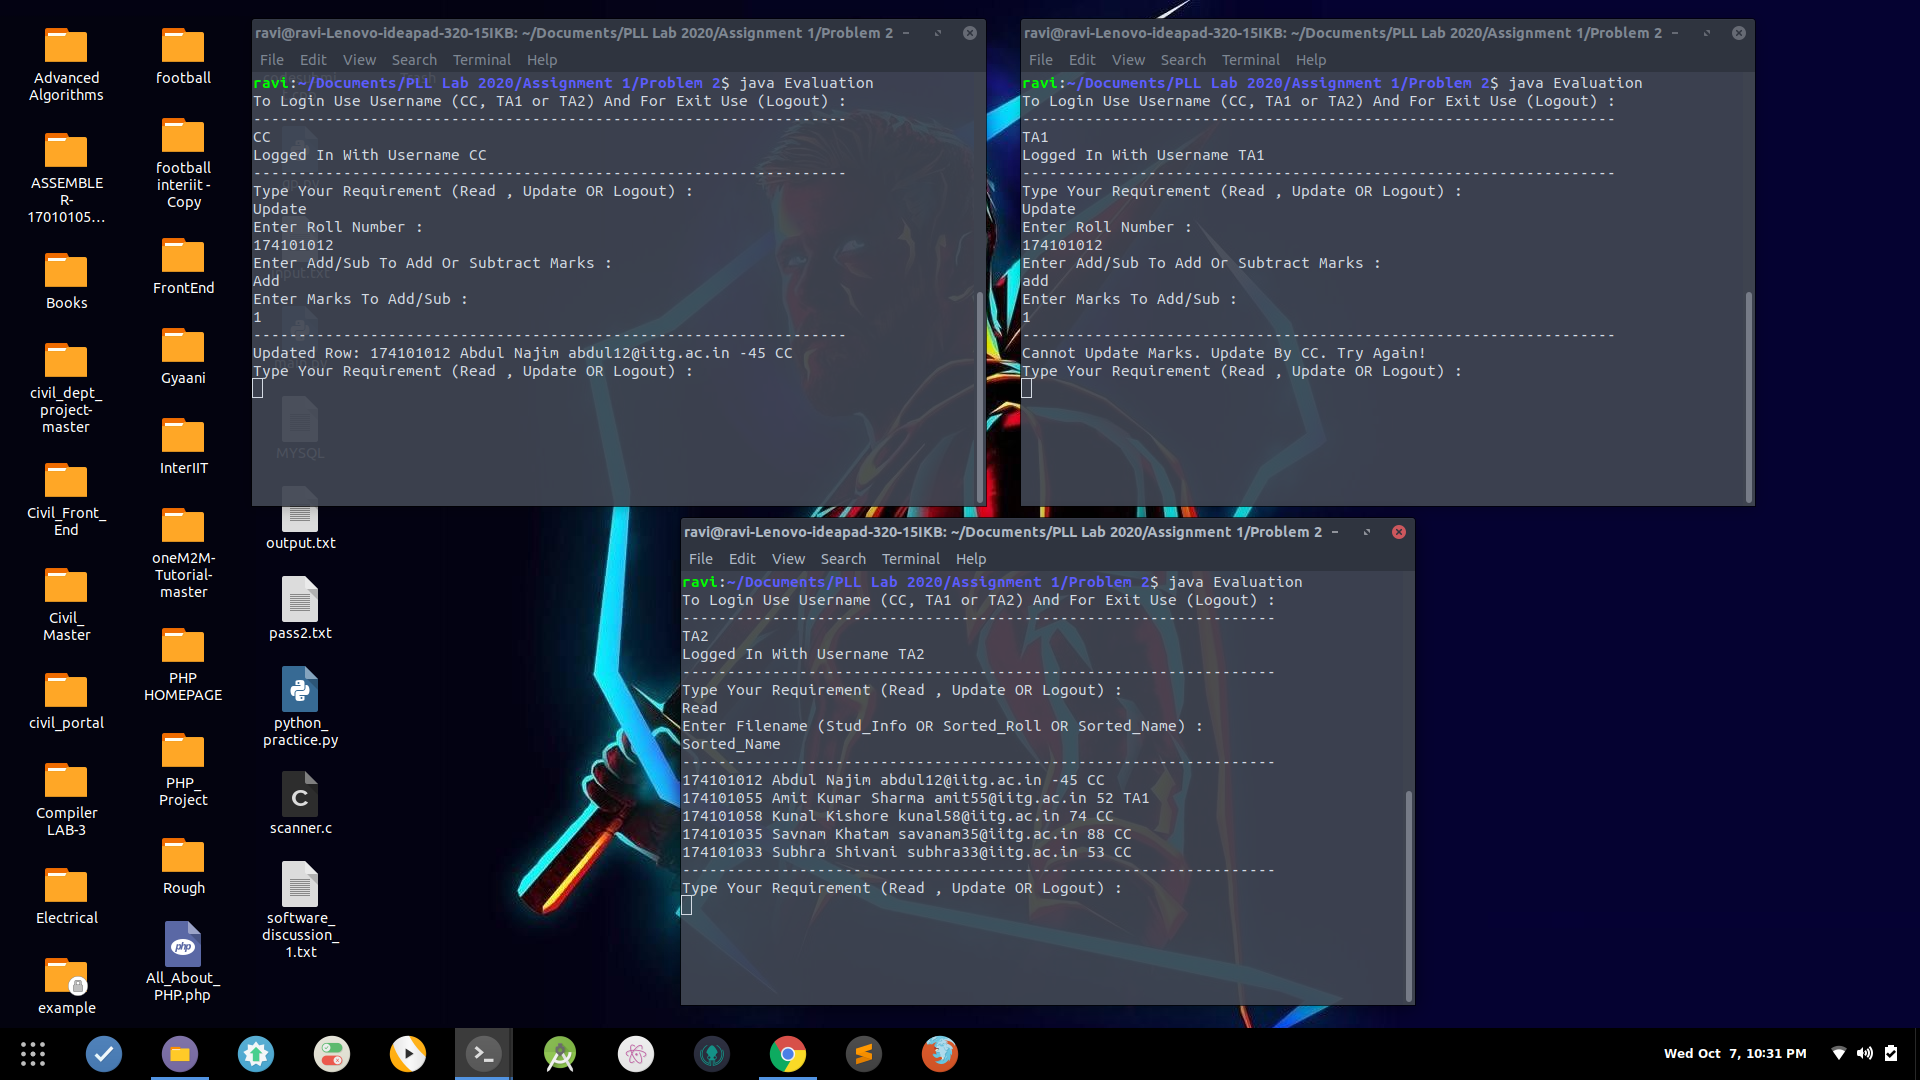 Advanced
Algorithms
ASSEMBLE
R-
17010105...
Books
civil_dept_
project-
master
Civil_Front_
End
Civil_
Master
civil_portal
Compiler
LAB-3
Electrical
example
football
football
interiit -
Copy
FrontEnd
Gyaani
InterIIT
oneM2M-
Tutorial-
master
PHP
HOMEPAGE
PHP_
Project
Rough
php
All_About_
PHP.php
MYSQL
output.txt
pass2.txt
python_
practice.py
C
scanner.c
software_
discussion_
1.txt
ravi@ravi-Lenovo-ideapad-320-15IKB: ~/Documents/PLL Lab 2020/Assignment 1/Problem 2
File Edit View Search Terminal Help
ravi:~/Documents/PLL Lab 2020/Assignment 1/Problem 2$ java Evaluation
To Login Use Username (CC, TA1 or TA2) And For Exit Use (Logout) :
------------------------------------------------------------------
CC
Logged In With Username CC
------------------------------------------------------------------
Type Your Requirement (Read , Update OR Logout) :
Update
Enter Roll Number :
174101012
Enter Add/Sub To Add Or Subtract Marks :
Add
Enter Marks To Add/Sub :
1
------------------------------------------------------------------
Updated Row: 174101012 Abdul Najim abdul12@iitg.ac.in -45 CC
Type Your Requirement (Read , Update OR Logout) :
ravi@ravi-Lenovo-ideapad-320-15IKB: ~/Documents/PLL Lab 2020/Assignment 1/Problem 2
File Edit View Search Terminal Help
ravi:~/Documents/PLL Lab 2020/Assignment 1/Problem 2$ java Evaluation
To Login Use Username (CC, TA1 or TA2) And For Exit Use (Logout) :
------------------------------------------------------------------
TA1
Logged In With Username TA1
------------------------------------------------------------------
Type Your Requirement (Read , Update OR Logout) :
Update
Enter Roll Number :
174101012
Enter Add/Sub To Add Or Subtract Marks :
add
Enter Marks To Add/Sub :
1
------------------------------------------------------------------
Cannot Update Marks. Update By CC. Try Again!
Type Your Requirement (Read , Update OR Logout) :
ravi@ravi-Lenovo-ideapad-320-15IKB: ~/Documents/PLL Lab 2020/Assignment 1/Problem 2
File Edit View Search Terminal Help
ravi:~/Documents/PLL Lab 2020/Assignment 1/Problem 2$ java Evaluation
To Login Use Username (CC, TA1 or TA2) And For Exit Use (Logout) :
------------------------------------------------------------------
TA2
Logged In With Username TA2
------------------------------------------------------------------
Type Your Requirement (Read , Update OR Logout) :
Read
Enter Filename (Stud_Info OR Sorted_Roll OR Sorted_Name) :
Sorted_Name
------------------------------------------------------------------
174101012 Abdul Najim abdul12@iitg.ac.in -45 CC
174101055 Amit Kumar Sharma amit55@iitg.ac.in 52 TA1
174101058 Kunal Kishore kunal58@iitg.ac.in 74 CC
174101035 Savnam Khatam savanam35@iitg.ac.in 88 CC
174101033 Subhra Shivani subhra33@iitg.ac.in 53 CC
------------------------------------------------------------------
Type Your Requirement (Read , Update OR Logout) :
Wed Oct 7, 10:31 PM